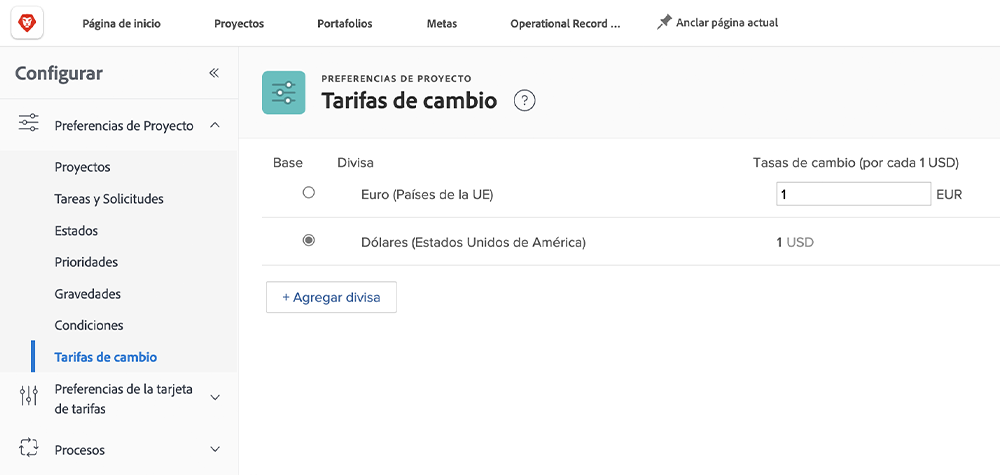 Página de inicio
Proyectos
Portafolios
Metas
Operational Record ...
Anclar página actual
Configurar
Preferencias de Proyecto
Proyectos
Tareas y Solicitudes
Estados
Prioridades
Gravedades
Condiciones
Tarifas de cambio
Preferencias de la tarjeta
de tarifas
Procesos
PREFERENCIAS DE PROYECTO
Tarifas de cambio ?
Base Divisa Tasas de cambio (por cada 1 USD)
Euro (Países de la UE) 1 EUR
Dólares (Estados Unidos de América) 1 USD
+ Agregar divisa